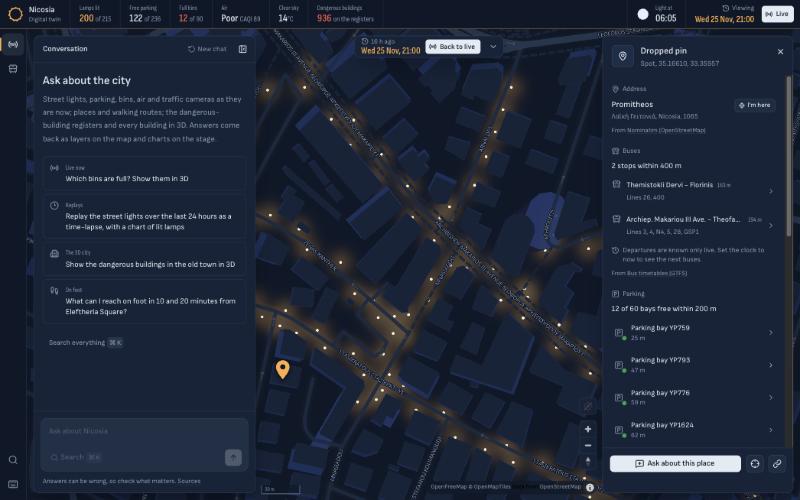 Nicosia
Digital twin
Lamps lit
200 of 215
Free parking
122 of 236
Full bins
12 of 90
Air
Poor CAQI 89
Clear sky
14°C
Dangerous buildings
936 on the registers
Light at
06:05
Viewing
Wed 25 Nov, 21:00
Live
Conversation
New chat
Ask about the city
Street lights, parking, bins, air and traffic cameras as they
are now; places and walking routes; the dangerous-
building registers and every building in 3D. Answers come
back as layers on the map and charts on the stage.
Live now
Which bins are full? Show them in 3D
Replays
Replay the street lights over the last 24 hours as a
time-lapse, with a chart of lit lamps
The 3D city
Show the dangerous buildings in the old town in 3D
On foot
What can I reach on foot in 10 and 20 minutes from
Eleftheria Square?
Search everything ⌘ K
Ask about Nicosia
Search ⌘K
Answers can be wrong, so check what matters. Sources
10 h ago
Wed 25 Nov, 21:00
Back to live
OpenFreeMap © OpenMapTiles
OpenStreetMap
Dropped pin
Address
Promitheos
I'm here
From Nominatim (OpenStreetMap)
Buses
2 stops within 400 m
Themistokli Dervi – Florinis
Lines 26, 400
Archiep. Makariou III Ave. – Theofa...
Lines 3, 4, N4, 5, 28, GSP1
Departures are known only live. Set the clock to
now to see the next buses.
From Bus timetables (GTFS)
Parking
12 of 60 bays free within 200 m
Parking bay YP759
25 m
Parking bay YP793
47 m
Parking bay YP776
59 m
Parking bay YP1624
62 m
Ask about this place